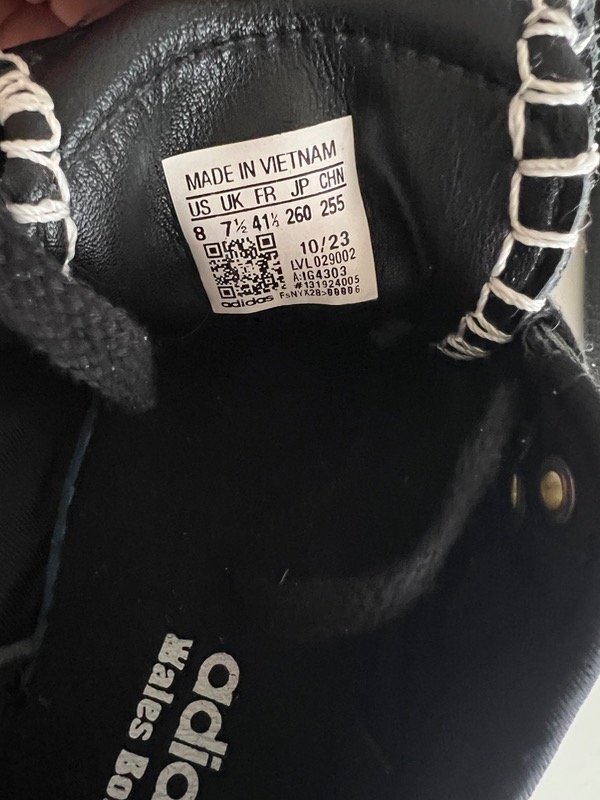 MADE IN VIETNAM
US UK FR JP CHN
8 7½ 41⅓ 260 255
10/23
LVL029002
A:IG4303
#131924005
adidas
adida
Wales Bo